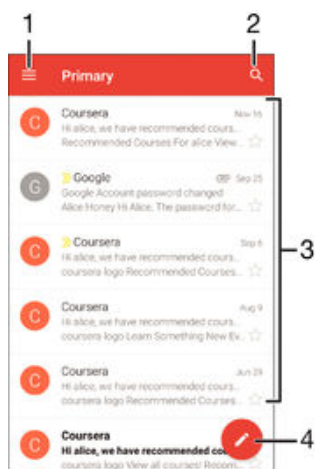 1
2
Primary
C
Coursera
Nov 16
Hi alice, we have recommended cours...
Recommended Courses For alice View...
G
Google
Sep 25
Google Account password changed
Alice Honey Hi Alice, The password for...
C
Coursera
Sep 6
Hi alice, we have recommended cours...
coursera logo Recommended Courses...
3
C
Coursera
Aug 9
Hi alice, we have recommended cours...
coursera logo Learn Something New Ev...
C
Coursera
Jun 29
Hi alice, we have recommended cours...
coursera logo Recommended Courses...
4
C
Coursera
Hi alice, we have recommended
coursera logo View all courses! Recom